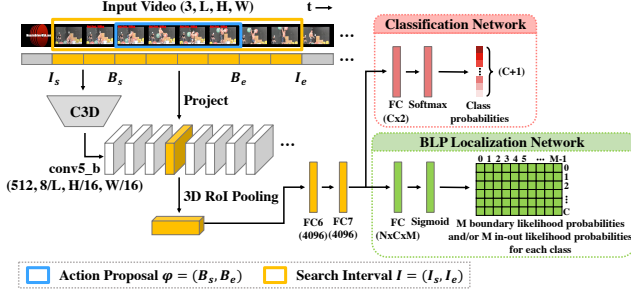 Input Video (3, L, H, W)
t
...
I_s
B_s
B_e
I_e
C3D
Project
conv5_b
(512, 8/L, H/16, W/16)
...
3D RoI Pooling
FC6
(4096)
FC7
(4096)
Classification Network
FC
(Cx2)
Softmax
Class
probabilities
(C+1)
BLP Localization Network
FC
(NxCxM)
Sigmoid
0 1 2 3 4 5 ... M-1
0
1
2
⋮
C
M boundary likelihood probabilities
and/or M in-out likelihood probabilities
for each class
Action Proposal φ = (B_s, B_e)
Search Interval I = (I_s, I_e)